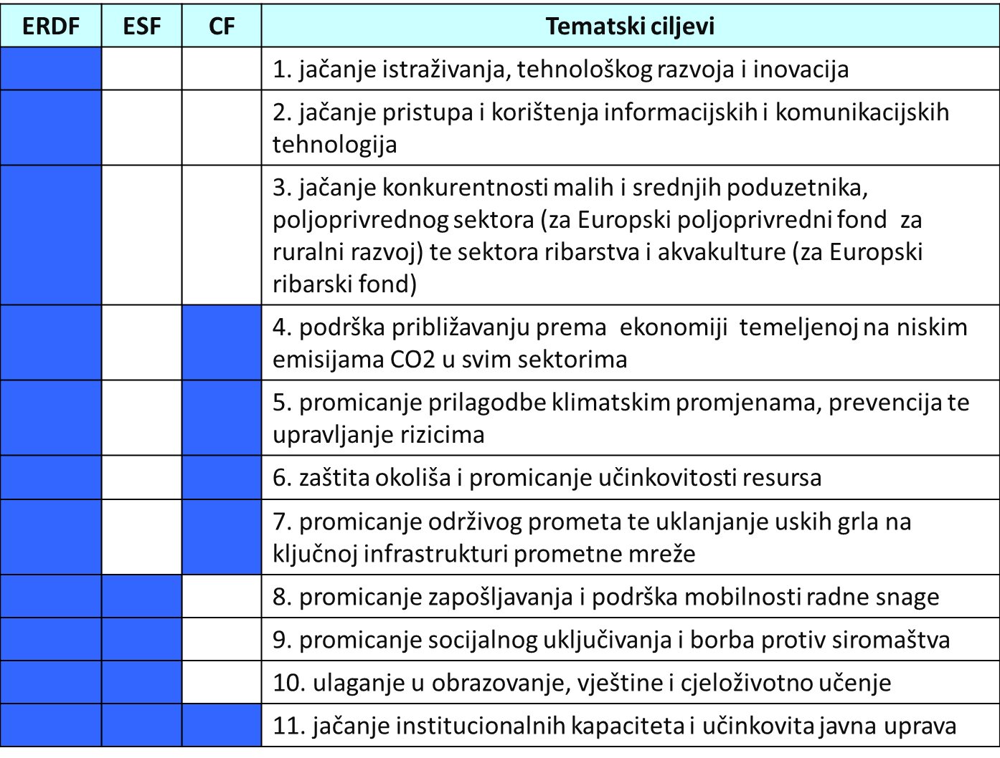 ERDF ESF CF Tematski ciljevi
1. jačanje istraživanja, tehnološkog razvoja i inovacija
2. jačanje pristupa i korištenja informacijskih i komunikacijskih
tehnologija
3. jačanje konkurentnosti malih i srednjih poduzetnika,
poljoprivrednog sektora (za Europski poljoprivredni fond za
ruralni razvoj) te sektora ribarstva i akvakulture (za Europski
ribarski fond)
4. podrška približavanju prema ekonomiji temeljenoj na niskim
emisijama CO2 u svim sektorima
5. promicanje prilagodbe klimatskim promjenama, prevencija te
upravljanje rizicima
6. zaštita okoliša i promicanje učinkovitosti resursa
7. promicanje održivog prometa te uklanjanje uskih grla na
ključnoj infrastrukturi prometne mreže
8. promicanje zapošljavanja i podrška mobilnosti radne snage
9. promicanje socijalnog uključivanja i borba protiv siromaštva
10. ulaganje u obrazovanje, vještine i cjeloživotno učenje
11. jačanje institucionalnih kapaciteta i učinkovita javna uprava